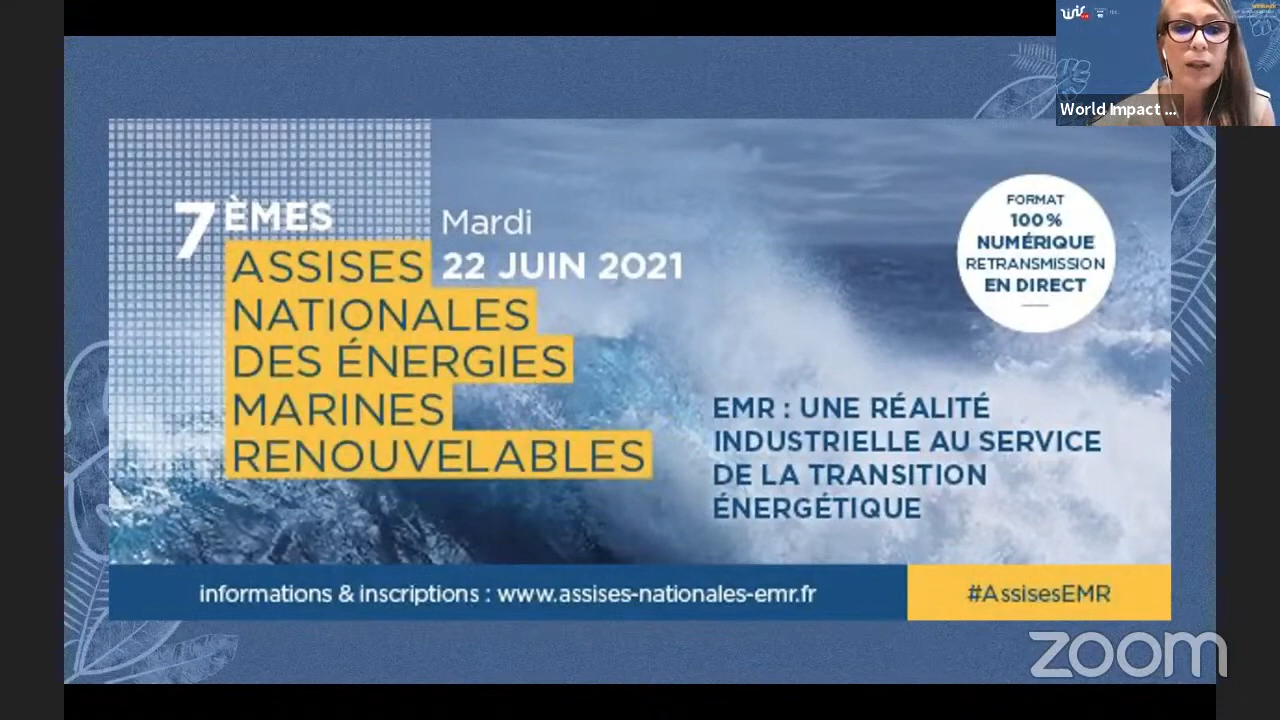 7ÈMES
ASSISES
NATIONALES
DES ÉNERGIES
MARINES
RENOUVELABLES
Mardi
22 JUIN 2021
FORMAT
100%
NUMÉRIQUE
RETRANSMISSION
EN DIRECT
EMR : UNE RÉALITÉ
INDUSTRIELLE AU SERVICE
DE LA TRANSITION
ÉNERGÉTIQUE
informations & inscriptions : www.assises-nationales-emr.fr
#AssisesEMR
World Impact ...
zoom